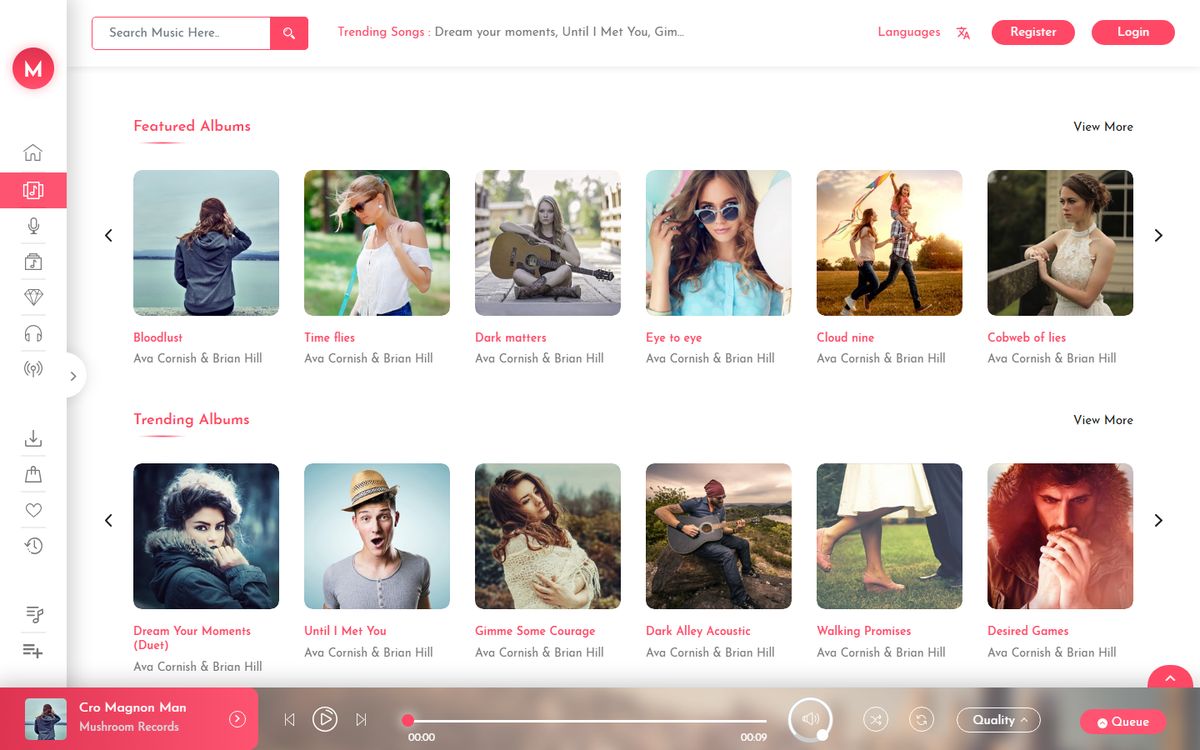 Search Music Here..
Trending Songs : Dream your moments, Until I Met You, Gim...
Languages
Register
Login
M
Featured Albums
View More
Bloodlust
Ava Cornish & Brian Hill
Time flies
Ava Cornish & Brian Hill
Dark matters
Ava Cornish & Brian Hill
Eye to eye
Ava Cornish & Brian Hill
Cloud nine
Ava Cornish & Brian Hill
Cobweb of lies
Ava Cornish & Brian Hill
Trending Albums
View More
Dream Your Moments
(Duet)
Ava Cornish & Brian Hill
Until I Met You
Ava Cornish & Brian Hill
Gimme Some Courage
Ava Cornish & Brian Hill
Dark Alley Acoustic
Ava Cornish & Brian Hill
Walking Promises
Ava Cornish & Brian Hill
Desired Games
Ava Cornish & Brian Hill
Cro Magnon Man
Mushroom Records
00:00
00:09
Quality
Queue